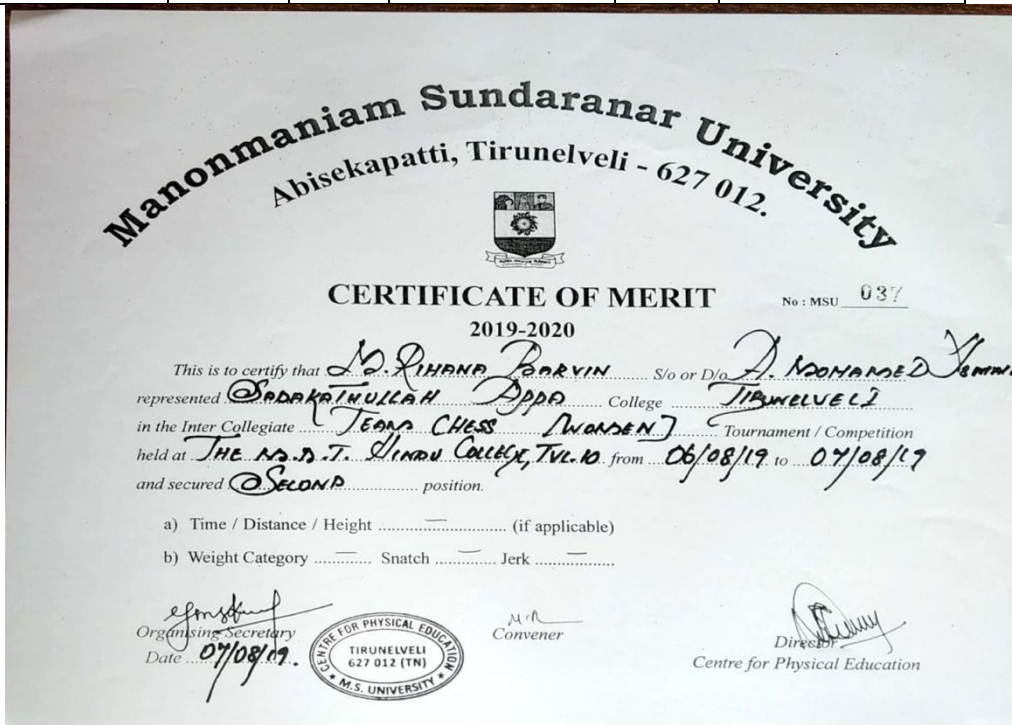 Manonmaniam Sundaranar University
Abisekapatti, Tirunelveli - 627 012.
CERTIFICATE OF MERIT
No : MSU 037
2019-2020
This is to certify that M. RIHANA PARVIN S/o or D/o A. MOHAMED
represented SADAKATHULLAH APPA College TIRUNELVELI
in the Inter Collegiate TEAM CHESS [WOMEN] Tournament / Competition
held at THE M.D.T. HINDU COLLEGE, TVL.10 from 06/08/19 to 07/08/19
and secured SECOND position.
a) Time / Distance / Height — (if applicable)
b) Weight Category — Snatch — Jerk —
Organising Secretary
Convener
Director
Date 07/08/19.
Centre for Physical Education
CENTRE FOR PHYSICAL EDUCATION
TIRUNELVELI
627 012 (TN)
M.S. UNIVERSITY